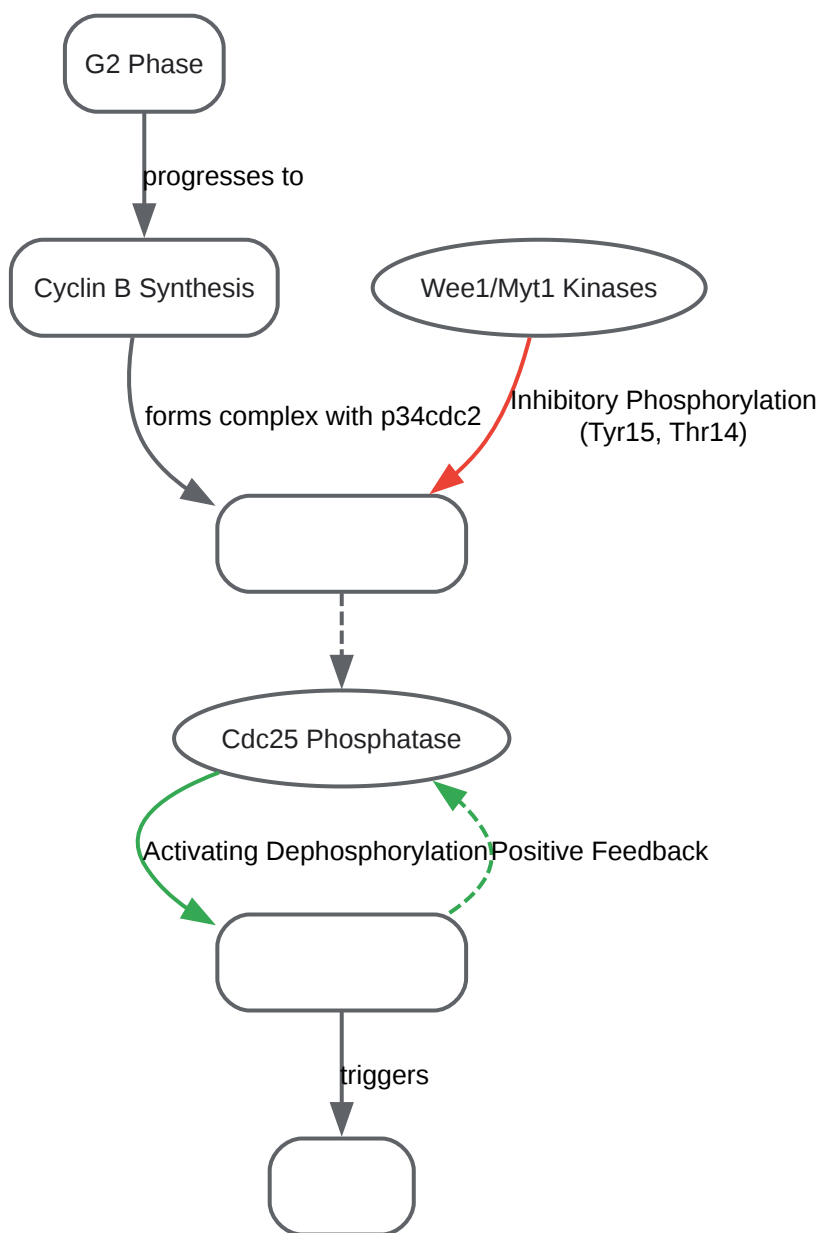 G2 Phase
progresses to
Cyclin B Synthesis
Wee1/Myt1 Kinases
forms complex with p34cdc2
Inhibitory Phosphorylation
(Tyr15, Thr14)
Cdc25 Phosphatase
Activating Dephosphorylation
Positive Feedback
triggers